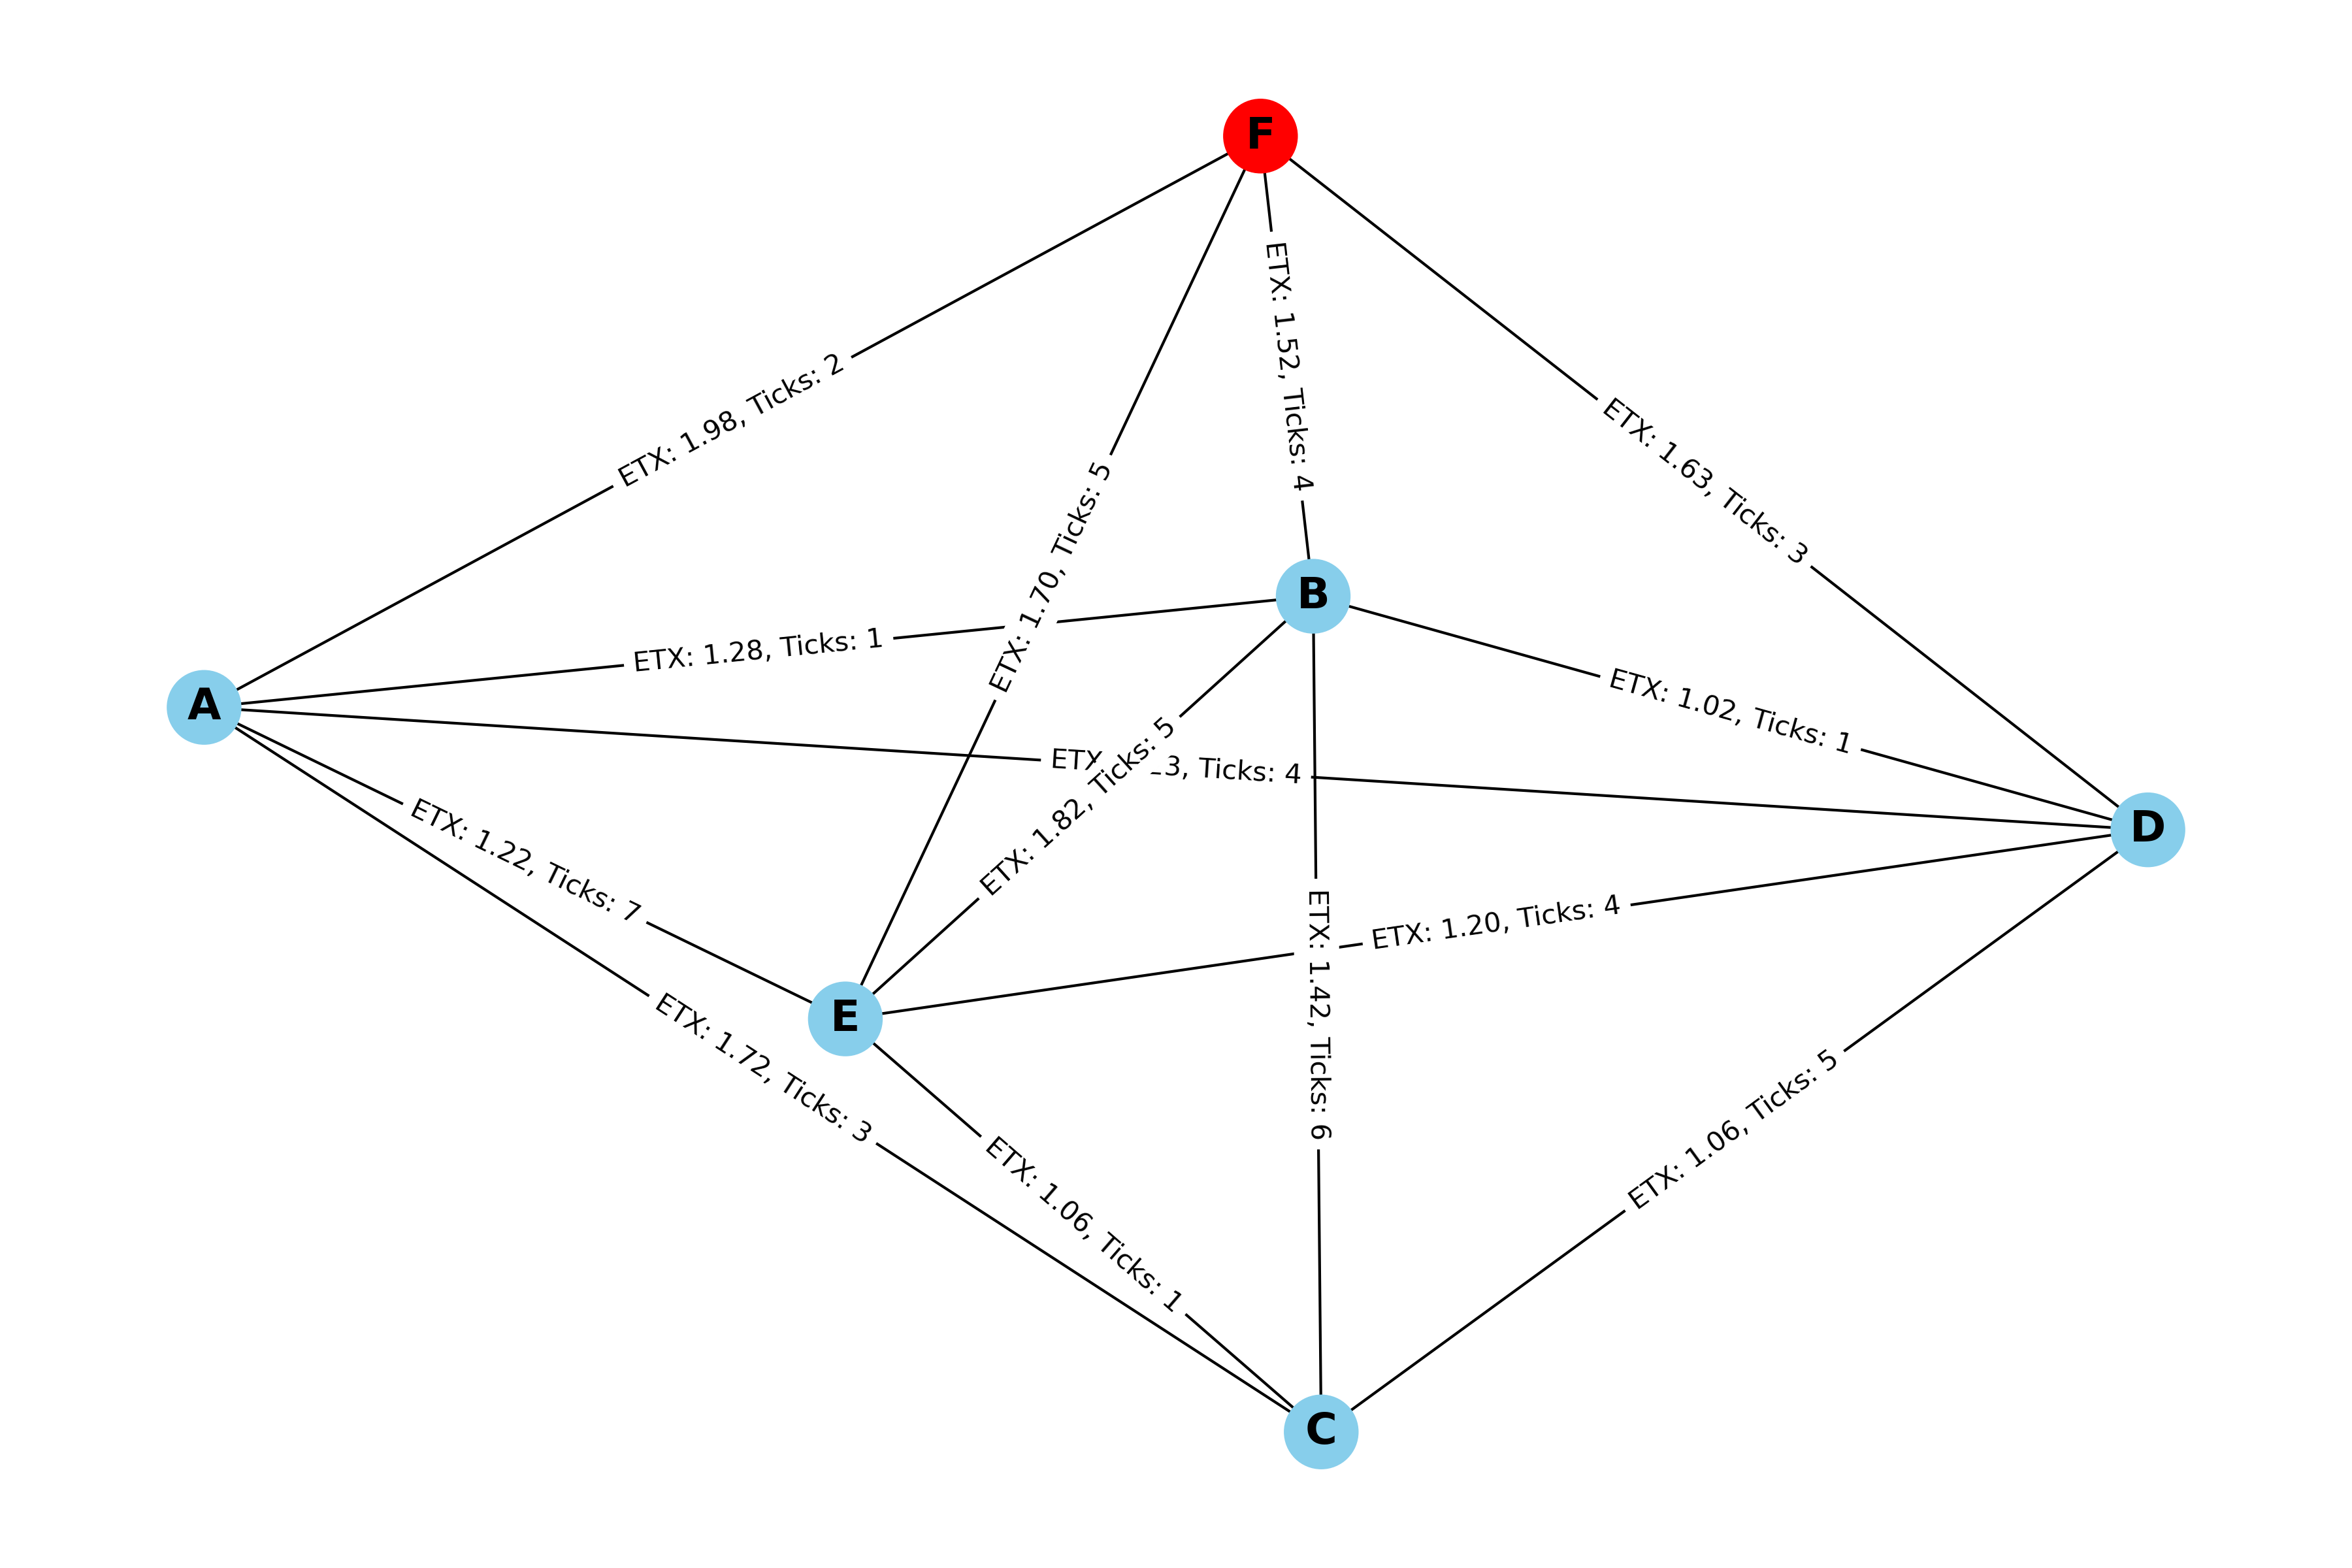 F
ETX: 1.98, Ticks: 2
ETX: 1.52, Ticks: 4
ETX: 1.63, Ticks: 3
ETX: 1.70, Ticks: 5
B
ETX: 1.28, Ticks: 1
ETX: 1.02, Ticks: 1
A
ETX Ticks: 4
ETX: 1.82, Ticks: 5
D
ETX: 1.22, Ticks: 7
ETX: 1.20, Ticks: 4
ETX: 1.42, Ticks: 6
E
ETX: 1.72, Ticks: 3
ETX: 1.06, Ticks: 1
ETX: 1.06, Ticks: 5
C